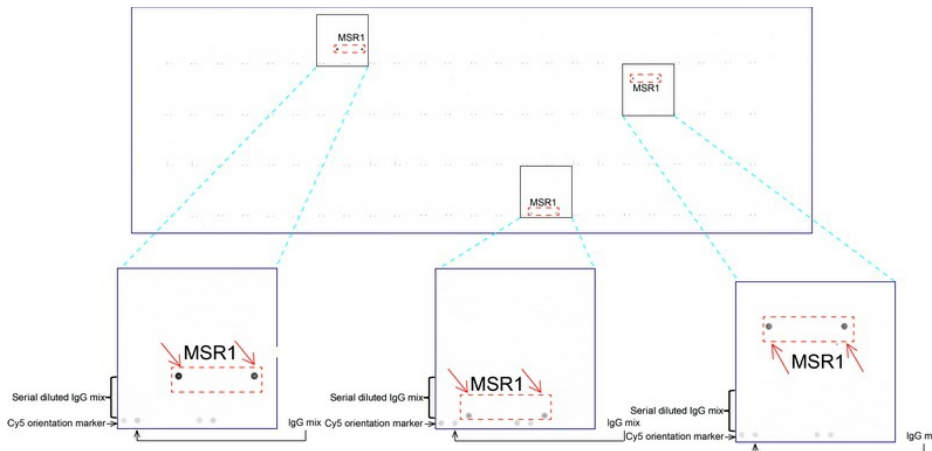 MSR1
MSR1
MSR1
MSR1
Serial diluted IgG mix
Cy5 orientation marker
IgG mix
MSR1
Serial diluted IgG mix
Cy5 orientation marker
IgG mix
MSR1
Serial diluted IgG mix
Cy5 orientation marker
IgG m